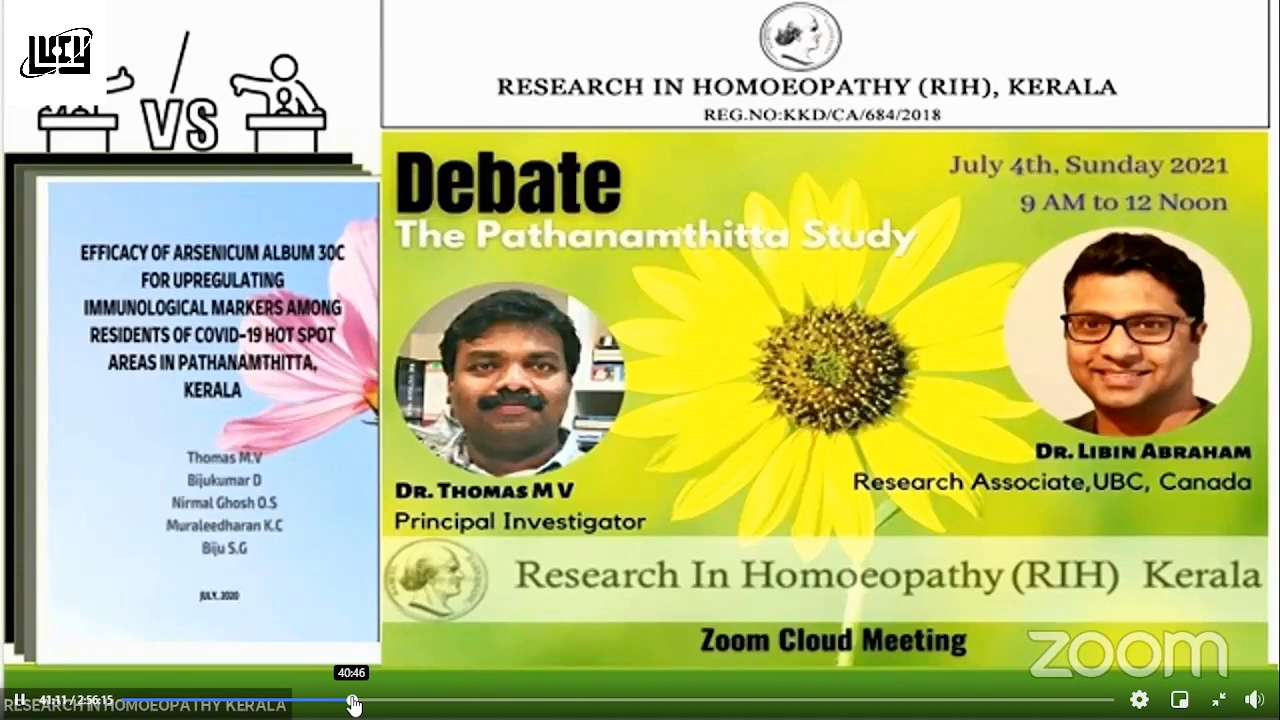 VS
RESEARCH IN HOMOEOPATHY (RIH), KERALA
REG.NO:KKD/CA/684/2018
Debate
The Pathanamthitta Study
July 4th, Sunday 2021
9 AM to 12 Noon
EFFICACY OF ARSENICUM ALBUM 30C
FOR UPREGULATING
IMMUNOLOGICAL MARKERS AMONG
RESIDENTS OF COVID-19 HOT SPOT
AREAS IN PATHANAMTHITTA,
KERALA
Thomas M.V
Bijukumar D
Nirmal Ghosh O.S
Muraleedharan K.C
Biju S.G
JULY, 2020
DR. THOMAS M V
Principal Investigator
DR. LIBIN ABRAHAM
Research Associate,UBC, Canada
Research In Homoeopathy (RIH) Kerala
Zoom Cloud Meeting
zoom
40:46
41:11 / 2:56:15
RESEARCH IN HOMOEOPATHY KERALA